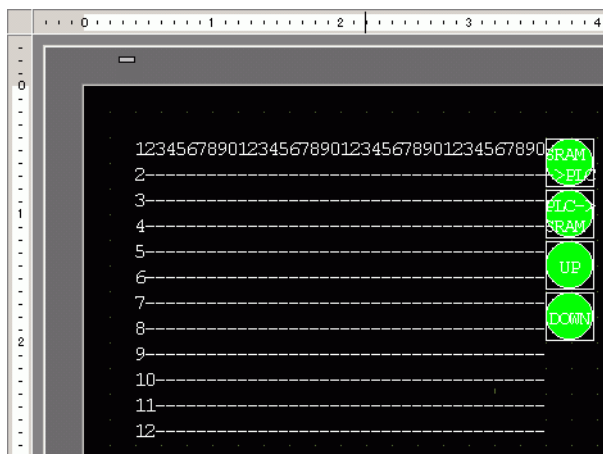 0 1 2 3 4
0
1
2
1234567890123456789012345678901234567890
2---------------------------------------
3---------------------------------------
4---------------------------------------
5---------------------------------------
6---------------------------------------
7---------------------------------------
8---------------------------------------
9---------------------------------------
10--------------------------------------
11--------------------------------------
12--------------------------------------
SRAM
->PLC
PLC->
SRAM
UP
DOWN